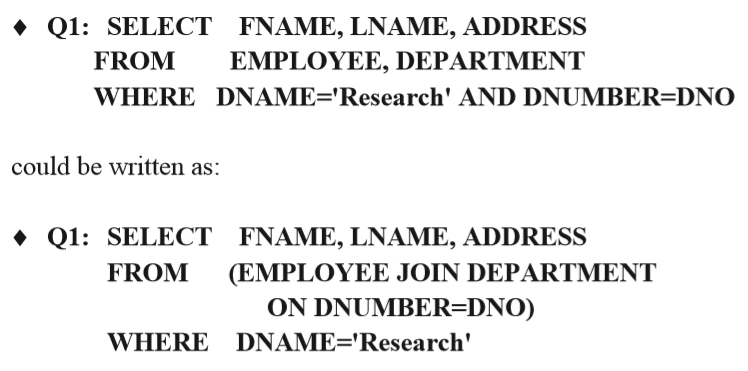 ♦ Q1: SELECT FNAME, LNAME, ADDRESS
FROM EMPLOYEE, DEPARTMENT
WHERE DNAME='Research' AND DNUMBER=DNO
could be written as:
♦ Q1: SELECT FNAME, LNAME, ADDRESS
FROM (EMPLOYEE JOIN DEPARTMENT
ON DNUMBER=DNO)
WHERE DNAME='Research'